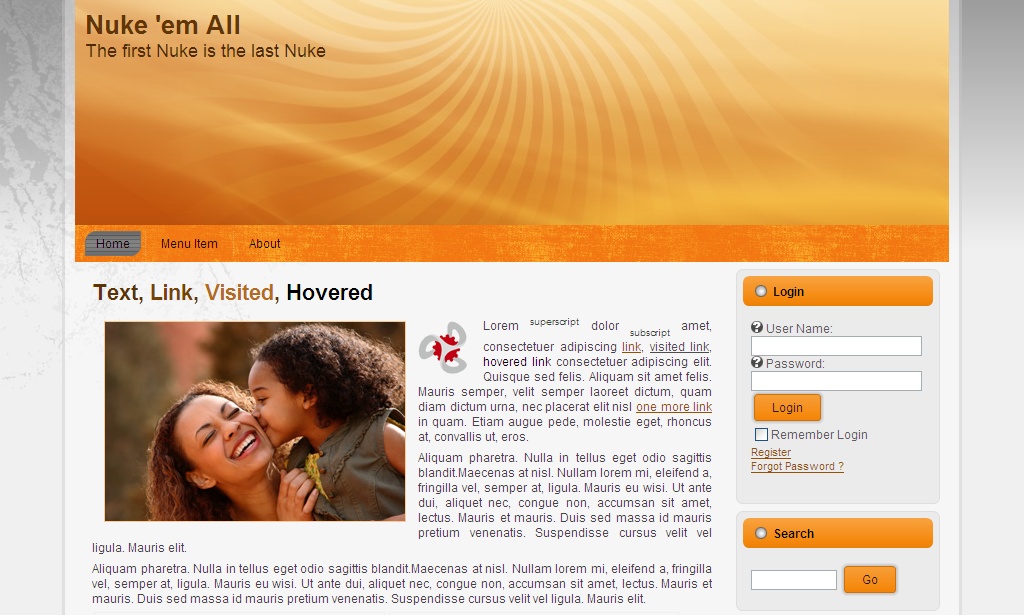 Nuke 'em All
The first Nuke is the last Nuke
Home Menu Item About
Text, Link, Visited, Hovered
Lorem superscript dolor subscript amet,
consectetuer adipiscing link, visited link,
hovered link consectetuer adipiscing elit.
Quisque sed felis. Aliquam sit amet felis.
Mauris semper, velit semper laoreet dictum, quam
diam dictum urna, nec placerat elit nisl one more link
in quam. Etiam augue pede, molestie eget, rhoncus
at, convallis ut, eros.
Aliquam pharetra. Nulla in tellus eget odio sagittis
blandit.Maecenas at nisl. Nullam lorem mi, eleifend a,
fringilla vel, semper at, ligula. Mauris eu wisi. Ut ante
dui, aliquet nec, congue non, accumsan sit amet,
lectus. Mauris et mauris. Duis sed massa id mauris
pretium venenatis. Suspendisse cursus velit vel
ligula. Mauris elit.
Aliquam pharetra. Nulla in tellus eget odio sagittis blandit.Maecenas at nisl. Nullam lorem mi, eleifend a, fringilla
vel, semper at, ligula. Mauris eu wisi. Ut ante dui, aliquet nec, congue non, accumsan sit amet, lectus. Mauris et
mauris. Duis sed massa id mauris pretium venenatis. Suspendisse cursus velit vel ligula. Mauris elit.
Login
User Name:
Password:
Login
Remember Login
Register
Forgot Password ?
Search
Go